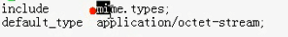 include mime.types;
default_type application/octet-stream;